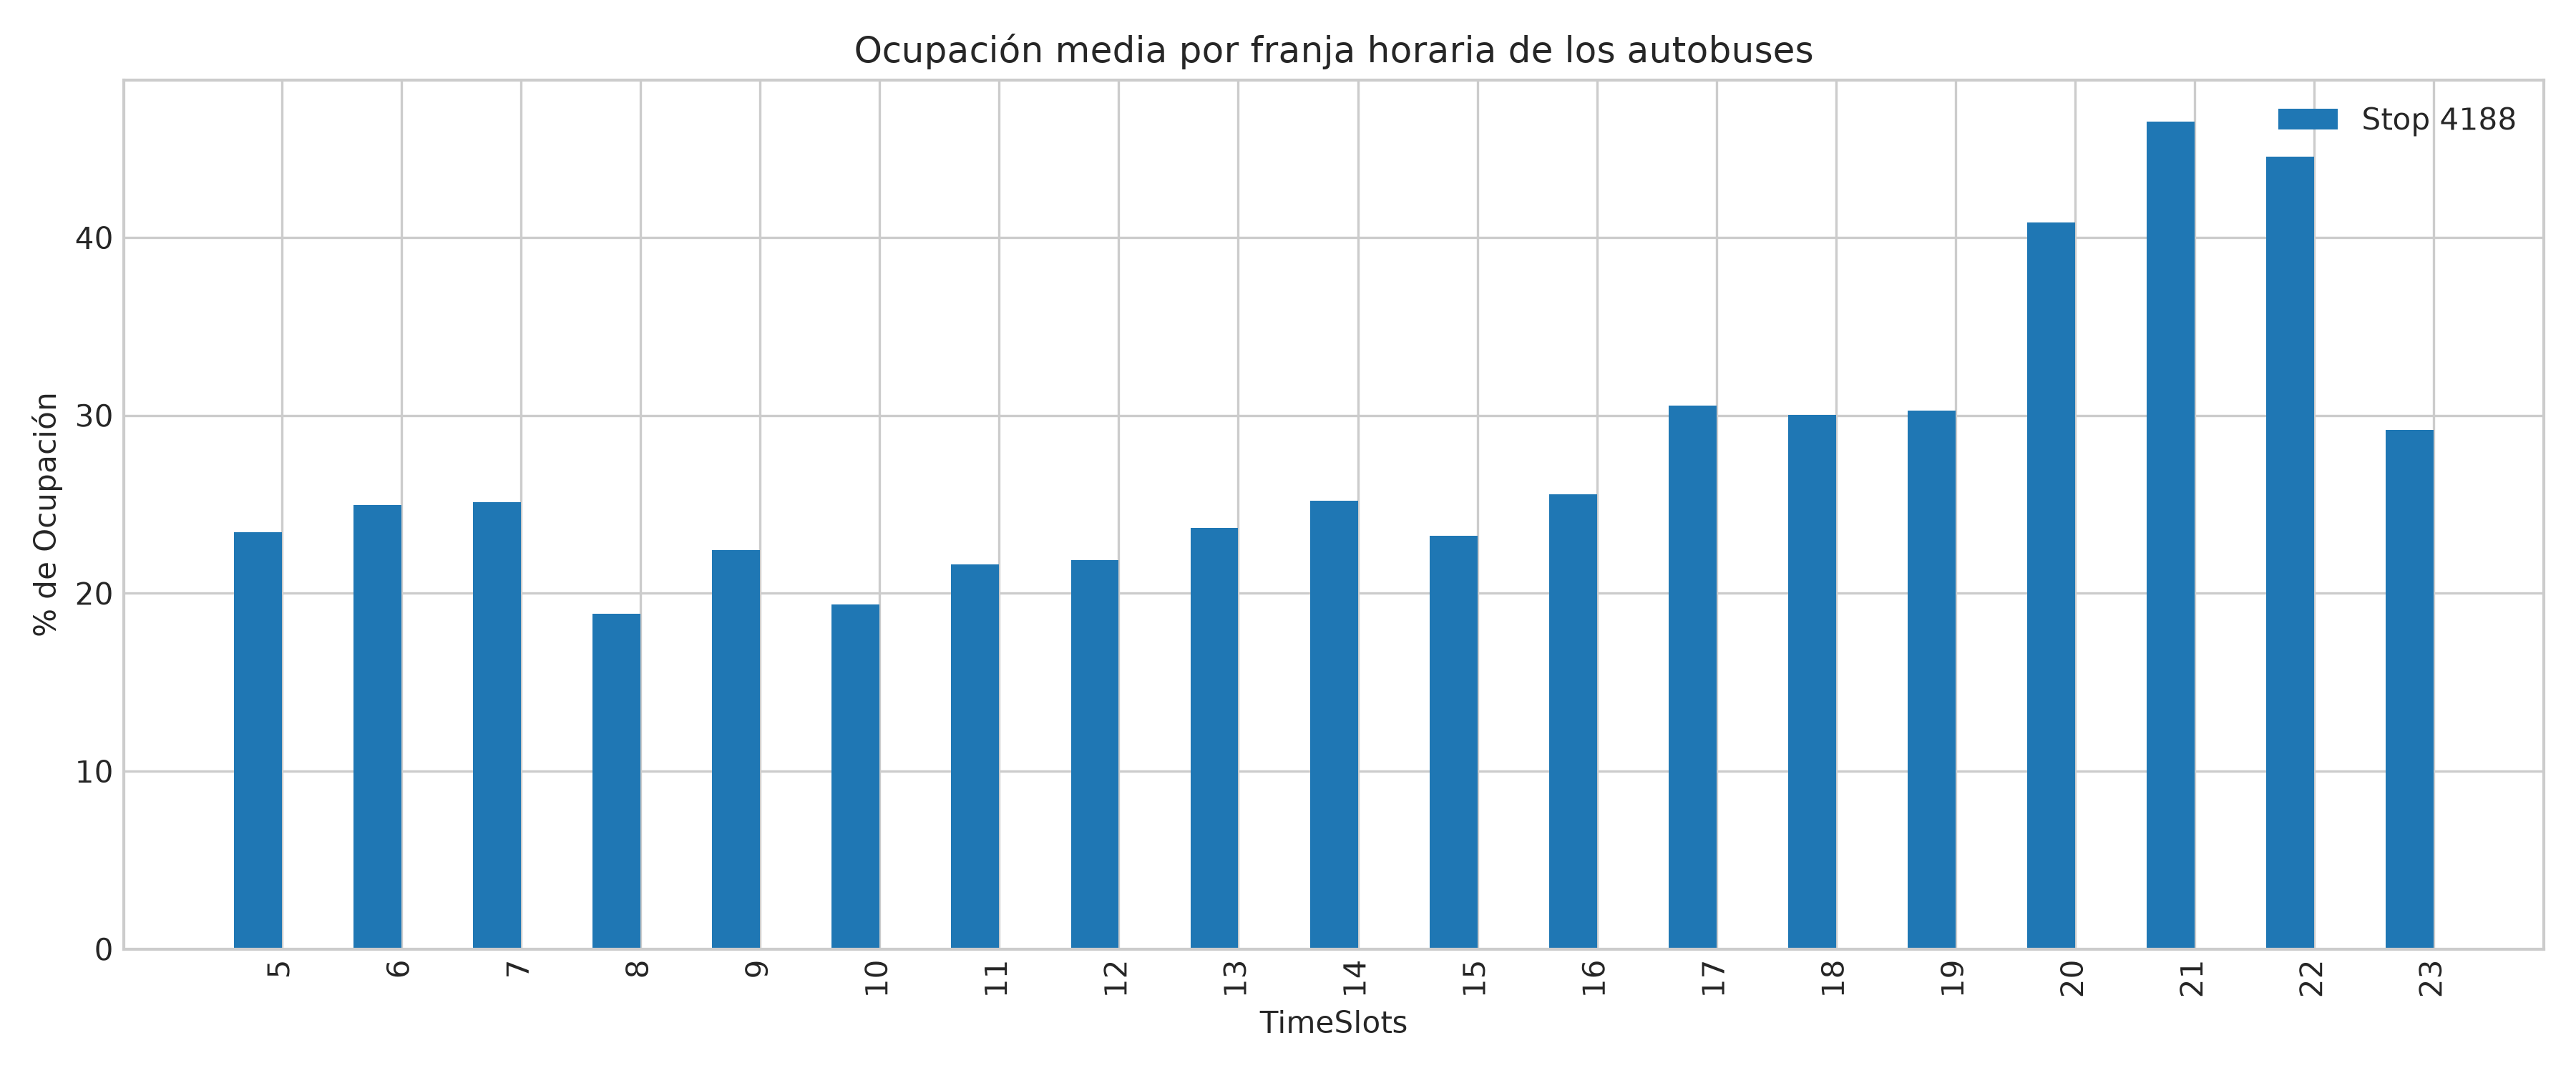 Ocupación media por franja horaria de los autobuses
Stop 4188
% de Ocupación
40
30
20
10
0
5 6 7 8 9 10 11 12 13 14 15 16 17 18 19 20 21 22 23
TimeSlots